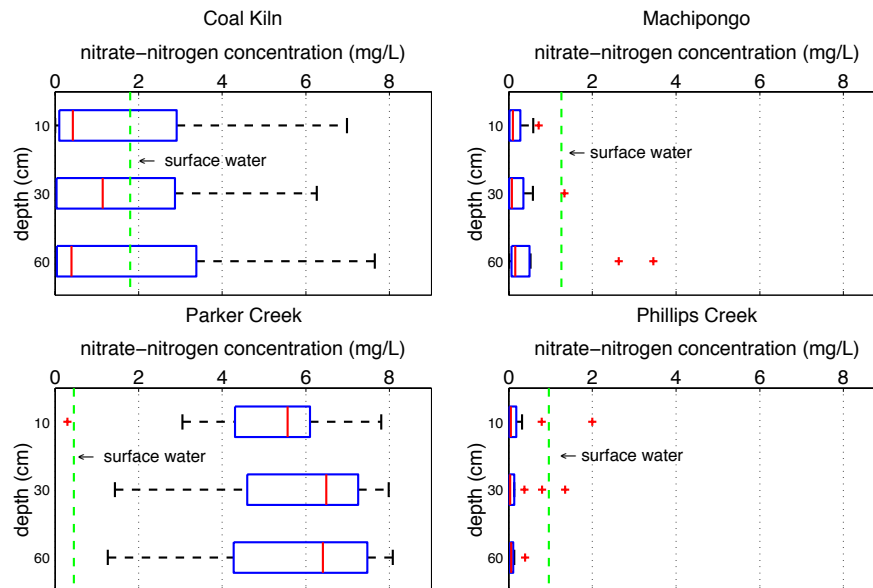 Coal Kiln
nitrate−nitrogen concentration (mg/L)
0 2 4 6 8
depth (cm)
10
30
60
← surface water
Machipongo
nitrate−nitrogen concentration (mg/L)
0 2 4 6 8
depth (cm)
10
30
60
← surface water
Parker Creek
nitrate−nitrogen concentration (mg/L)
0 2 4 6 8
depth (cm)
10
30
60
← surface water
Phillips Creek
nitrate−nitrogen concentration (mg/L)
0 2 4 6 8
depth (cm)
10
30
60
← surface water